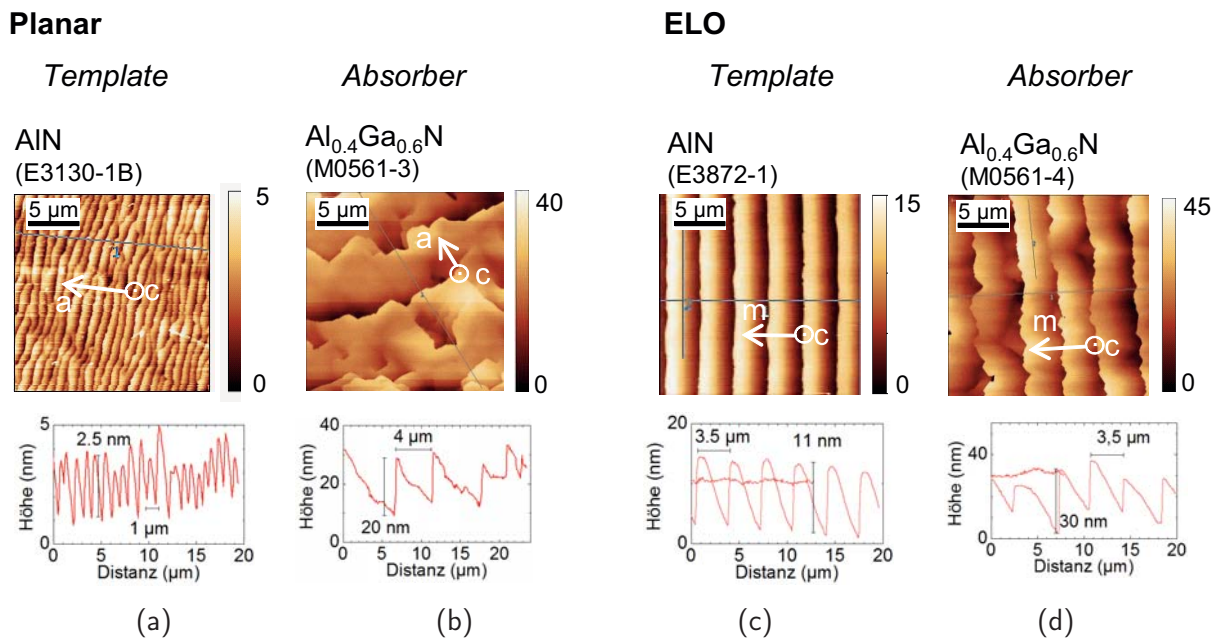 Planar
ELO
Template
Absorber
Template
Absorber
AlN
(E3130-1B)
Al0.4Ga0.6N
(M0561-3)
AlN
(E3872-1)
Al0.4Ga0.6N
(M0561-4)
5 µm
5
0
1
a
c
5 µm
40
0
a
c
5 µm
15
0
m
c
5 µm
45
0
1
m
c
5
0
2.5 nm
1 µm
Höhe (nm)
0 5 10 15 20
Distanz (µm)
40
20
0
4 µm
20 nm
Höhe (nm)
0 5 10 15 20
Distanz (µm)
20
10
0
3.5 µm
11 nm
Höhe (nm)
0 5 10 15 20
Distanz (µm)
40
20
0
3,5 µm
30 nm
Höhe (nm)
0 5 10 15 20
Distanz (µm)
(a)
(b)
(c)
(d)